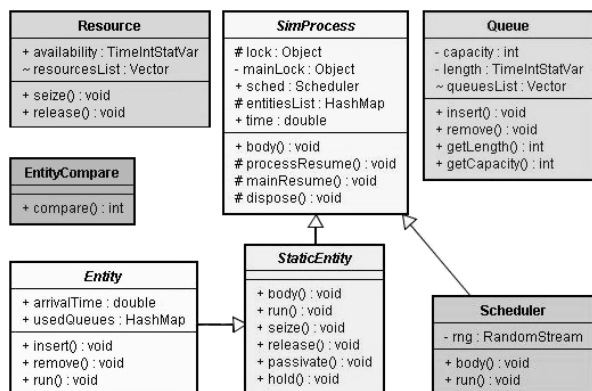 Resource
+ availability : TimeIntStatVar
~ resourcesList : Vector
+ seize() : void
+ release() : void
SimProcess
# lock : Object
- mainLock : Object
+ sched : Scheduler
# entitiesList : HashMap
+ time : double
+ body() : void
# processResume() : void
# mainResume() : void
# dispose() : void
Queue
- capacity : int
- length : TimeIntStatVar
~ queuesList : Vector
+ insert() : void
+ remove() : void
+ getLength() : int
+ getCapacity() : int
EntityCompare
+ compare() : int
Entity
+ arrivalTime : double
+ usedQueues : HashMap
+ insert() : void
+ remove() : void
+ run() : void
StaticEntity
+ body() : void
+ run() : void
+ seize() : void
+ release() : void
+ passivate() : void
+ hold() : void
Scheduler
- rng : RandomStream
+ body() : void
+ run() : void